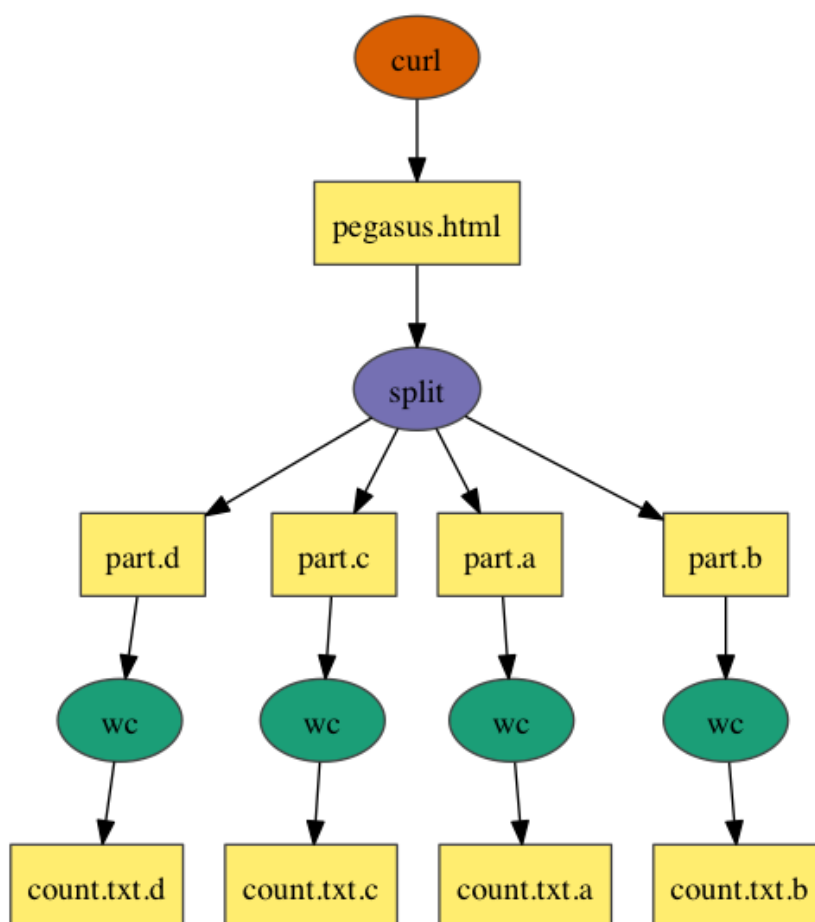 curl
pegasus.html
split
part.d part.c part.a part.b
wc wc wc wc
count.txt.d count.txt.c count.txt.a count.txt.b